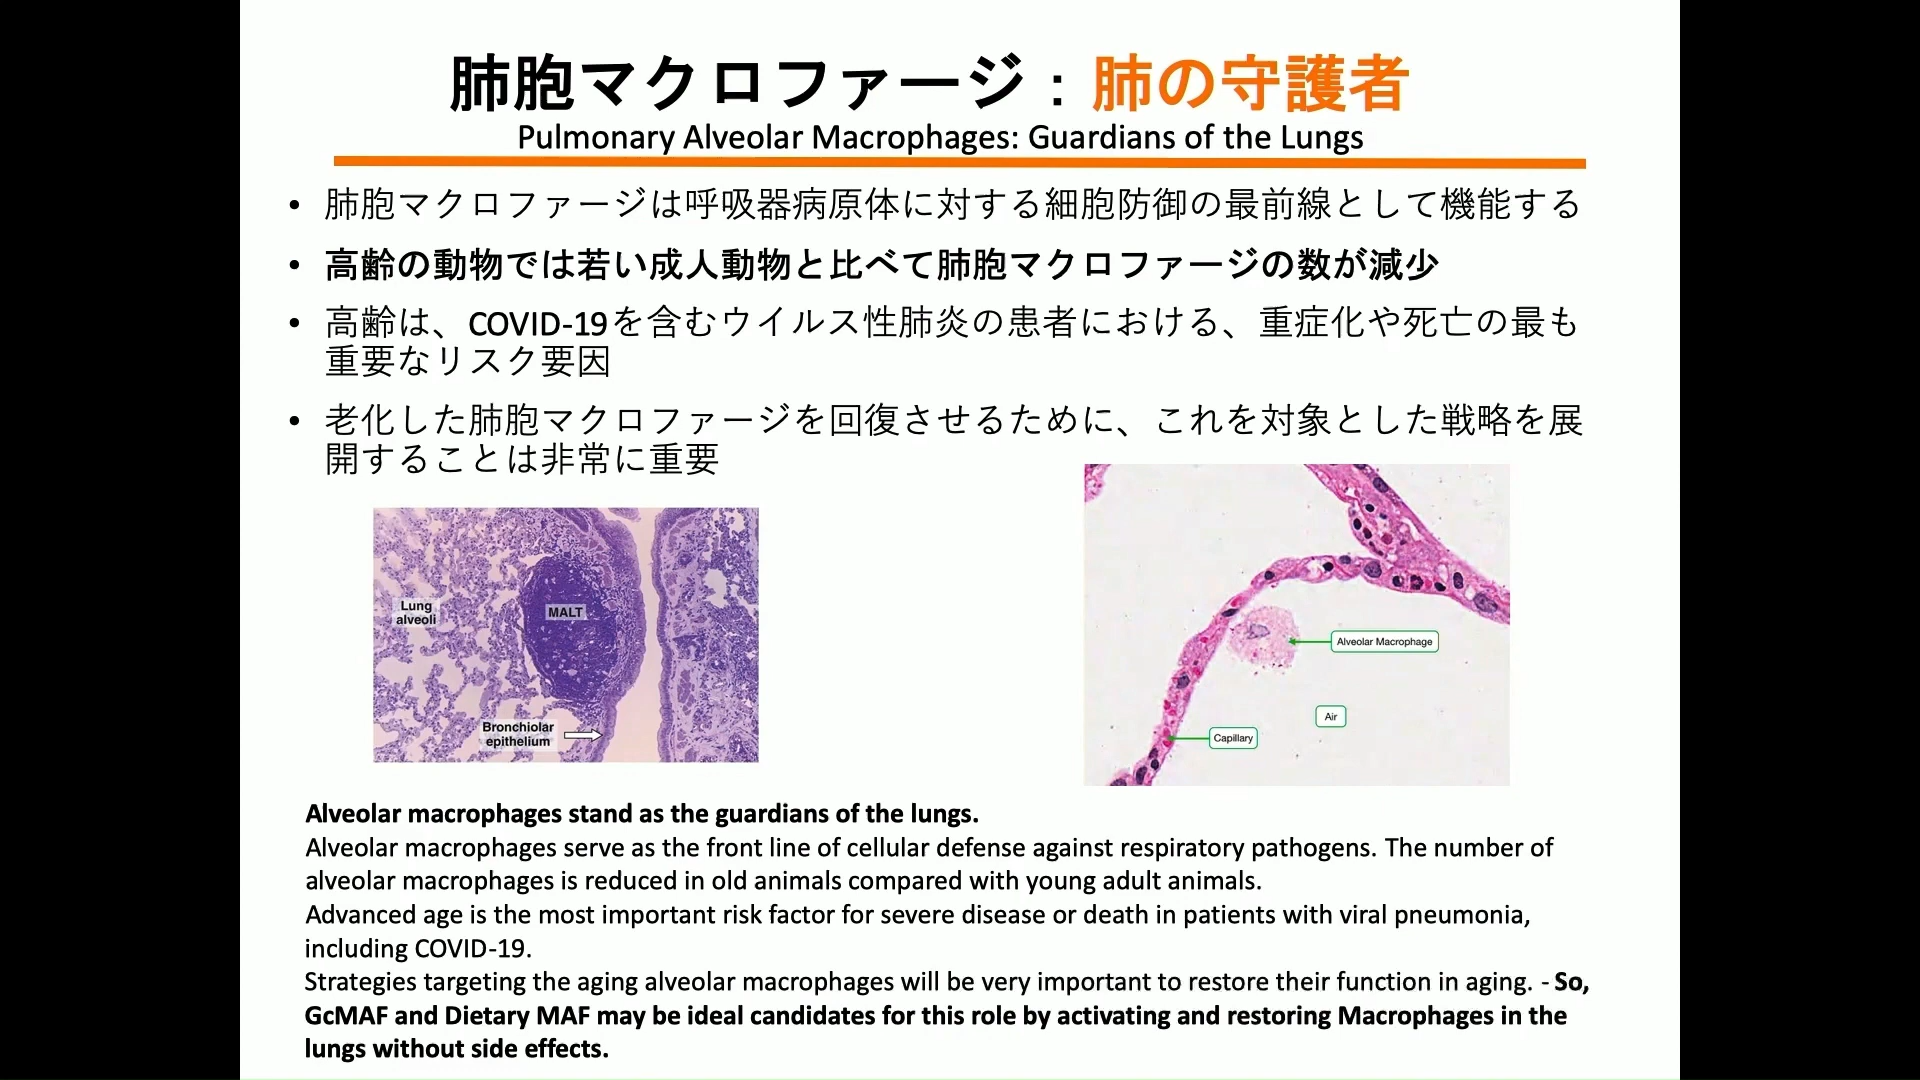 肺胞マクロファージ：肺の守護者
Pulmonary Alveolar Macrophages: Guardians of the Lungs
• 肺胞マクロファージは呼吸器病原体に対する細胞防御の最前線として機能する
• 高齢の動物では若い成人動物と比べて肺胞マクロファージの数が減少
• 高齢は、COVID-19を含むウイルス性肺炎の患者における、重症化や死亡の最も
重要なリスク要因
• 老化した肺胞マクロファージを回復させるために、これを対象とした戦略を展
開することは非常に重要
Lung
alveoli
MALT
Bronchiolar
epithelium
Alveolar Macrophage
Air
Capillary
Alveolar macrophages stand as the guardians of the lungs.
Alveolar macrophages serve as the front line of cellular defense against respiratory pathogens. The number of
alveolar macrophages is reduced in old animals compared with young adult animals.
Advanced age is the most important risk factor for severe disease or death in patients with viral pneumonia,
including COVID-19.
Strategies targeting the aging alveolar macrophages will be very important to restore their function in aging. - So,
GcMAF and Dietary MAF may be ideal candidates for this role by activating and restoring Macrophages in the
lungs without side effects.